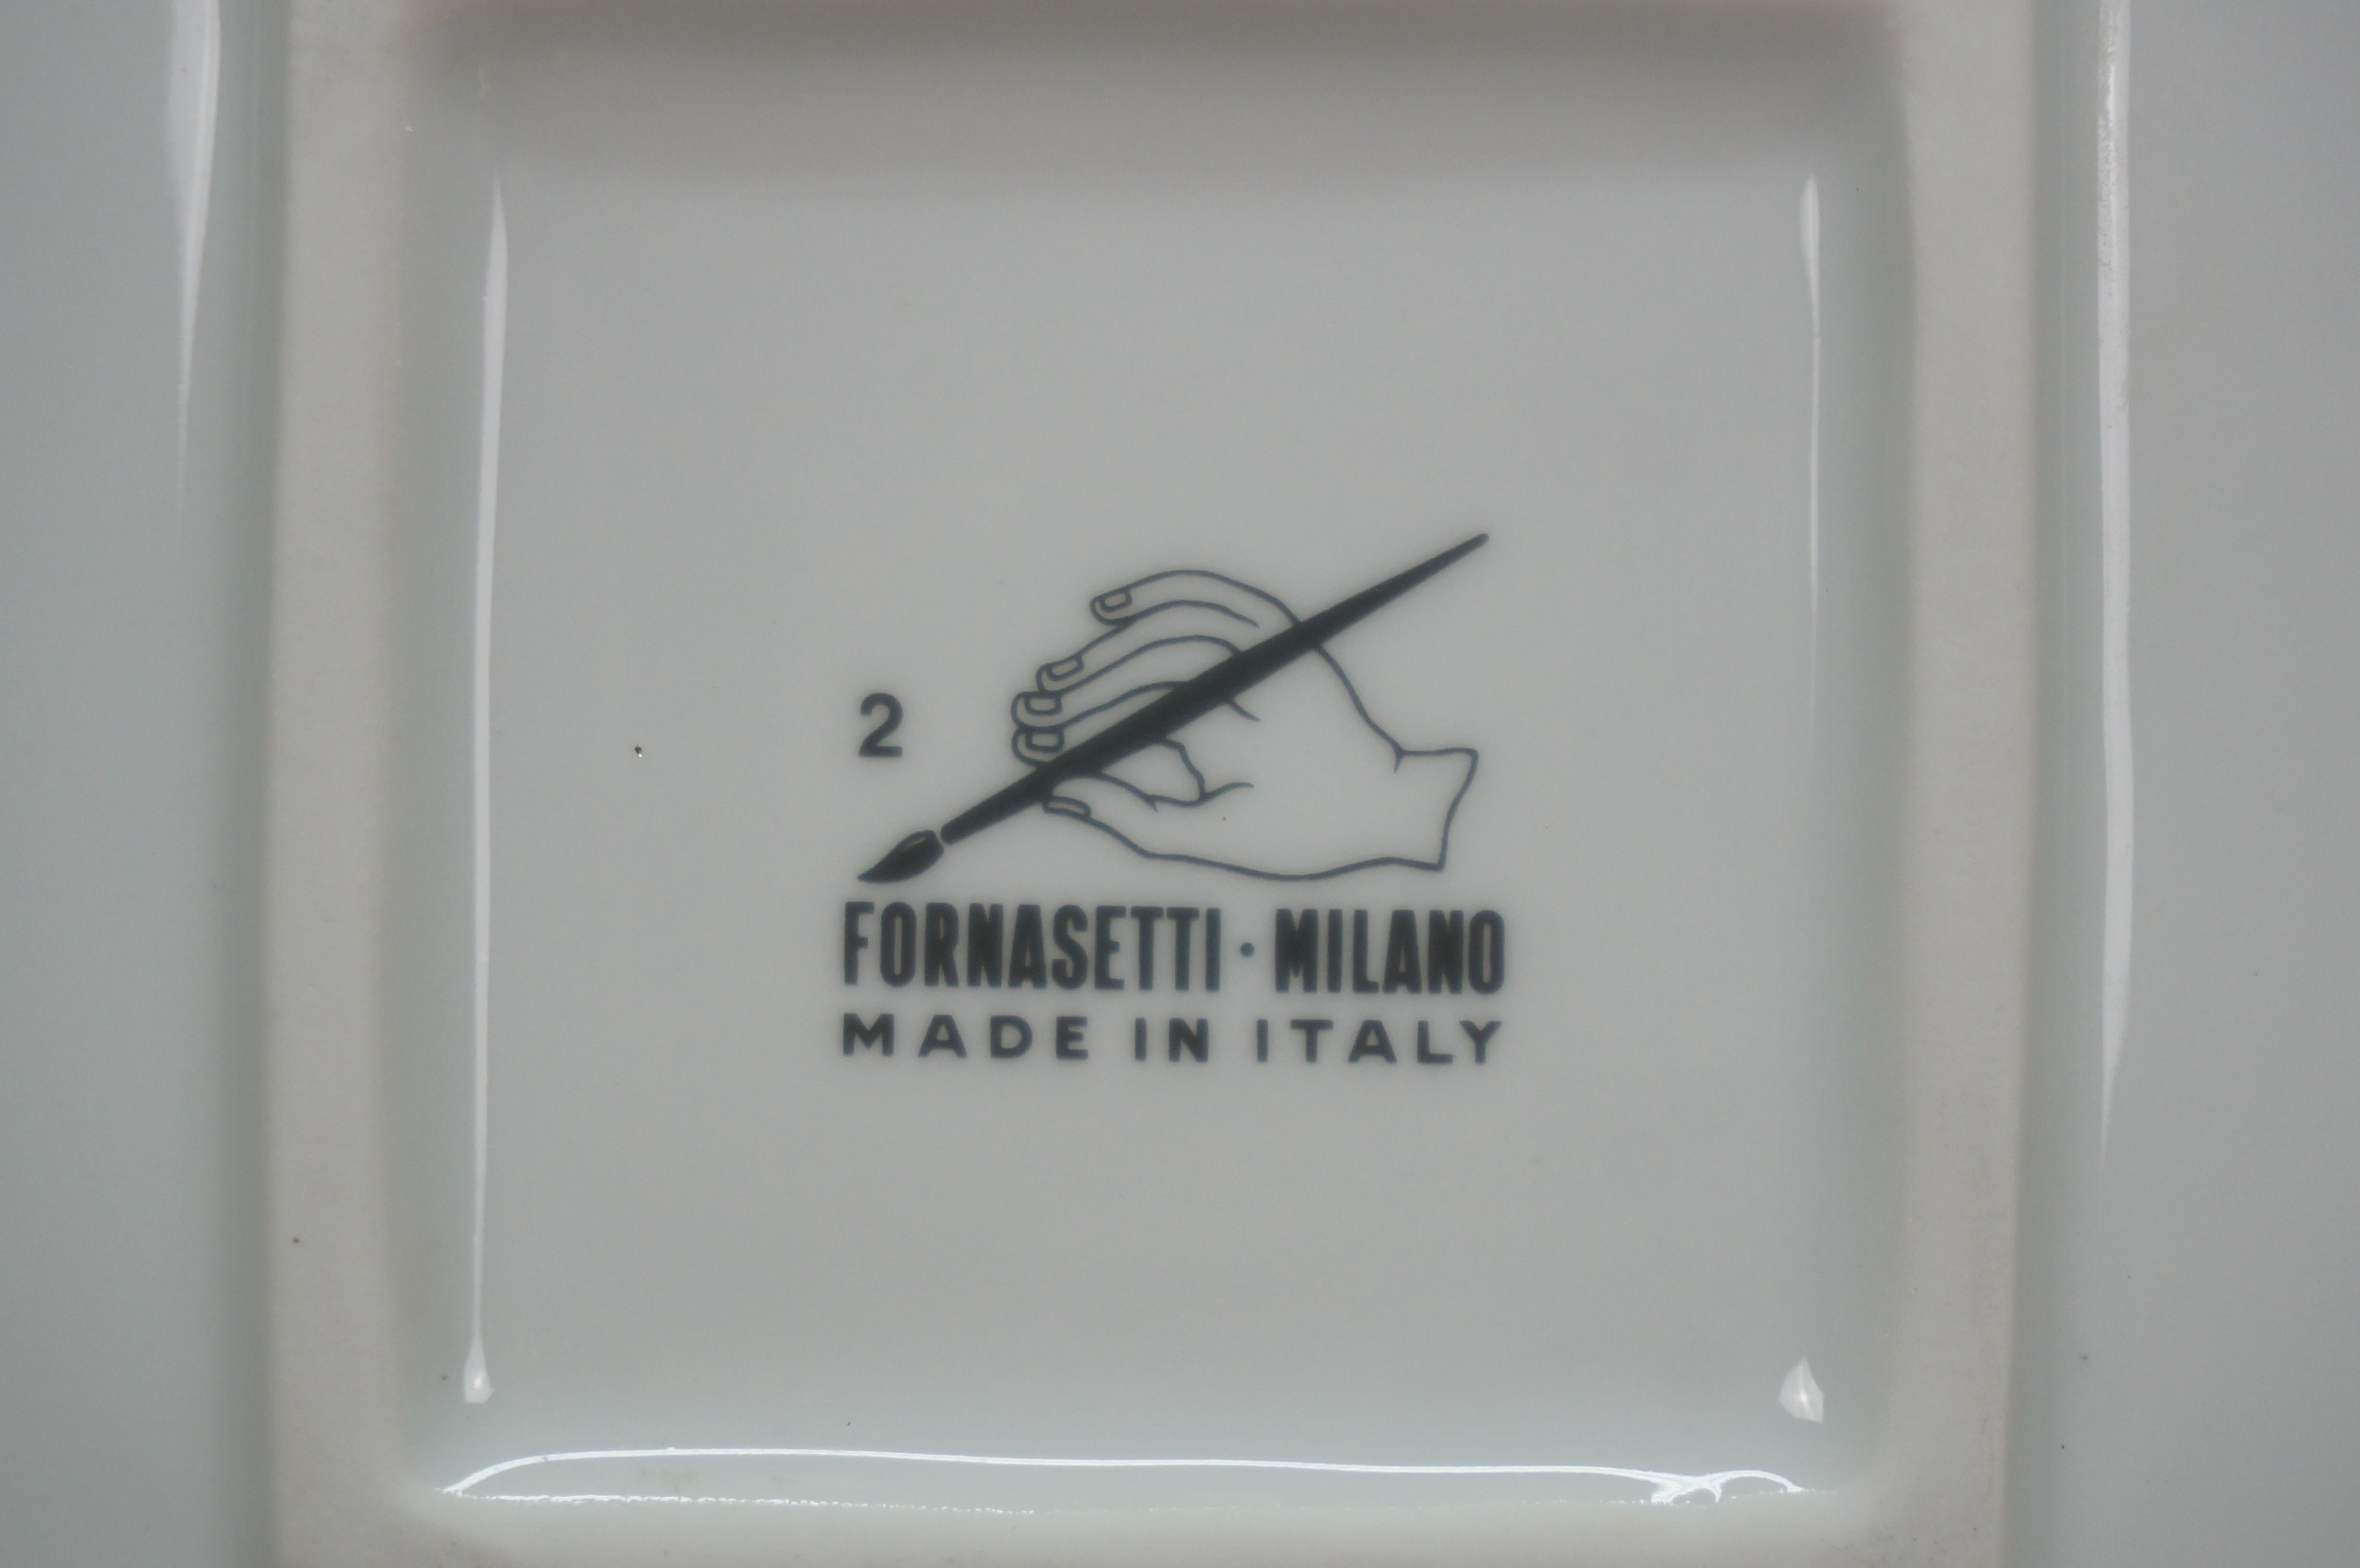 2
FORNASETTI · MILANO
MADE IN ITALY